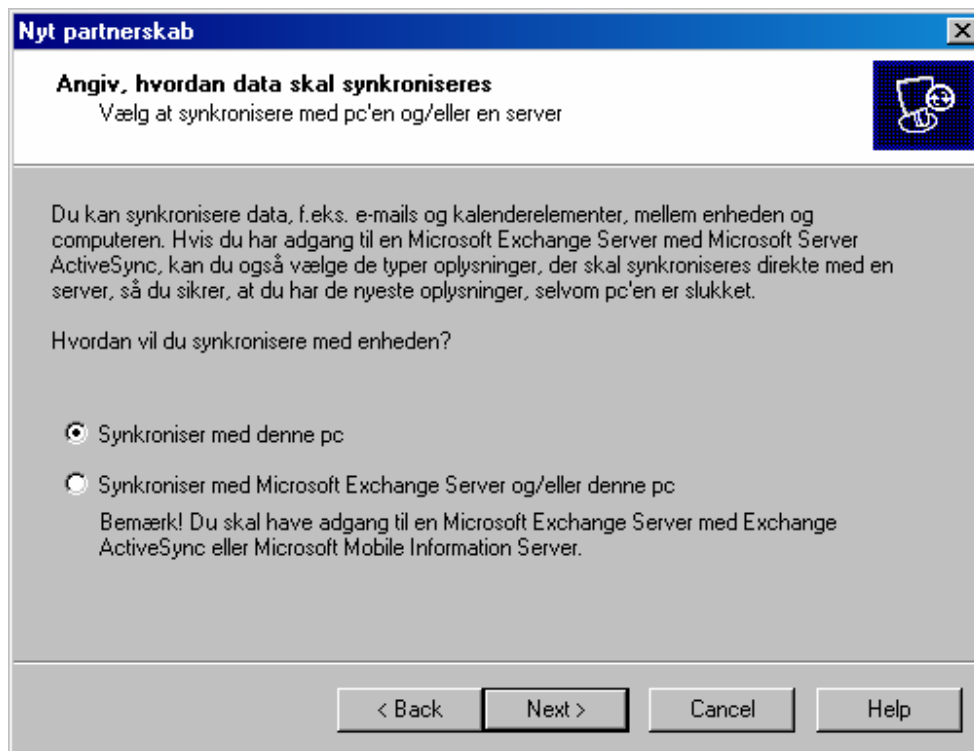 Nyt partnerskab
Angiv, hvordan data skal synkroniseres
Vælg at synkronisere med pc'en og/eller en server
Du kan synkronisere data, f.eks. e-mails og kalenderelementer, mellem enheden og
computeren. Hvis du har adgang til en Microsoft Exchange Server med Microsoft Server
ActiveSync, kan du også vælge de typer oplysninger, der skal synkroniseres direkte med en
server, så du sikrer, at du har de nyeste oplysninger, selvom pc'en er slukket.
Hvordan vil du synkronisere med enheden?
Synkroniser med denne pc
Synkroniser med Microsoft Exchange Server og/eller denne pc
Bemærk! Du skal have adgang til en Microsoft Exchange Server med Exchange
ActiveSync eller Microsoft Mobile Information Server.
< Back Next > Cancel Help